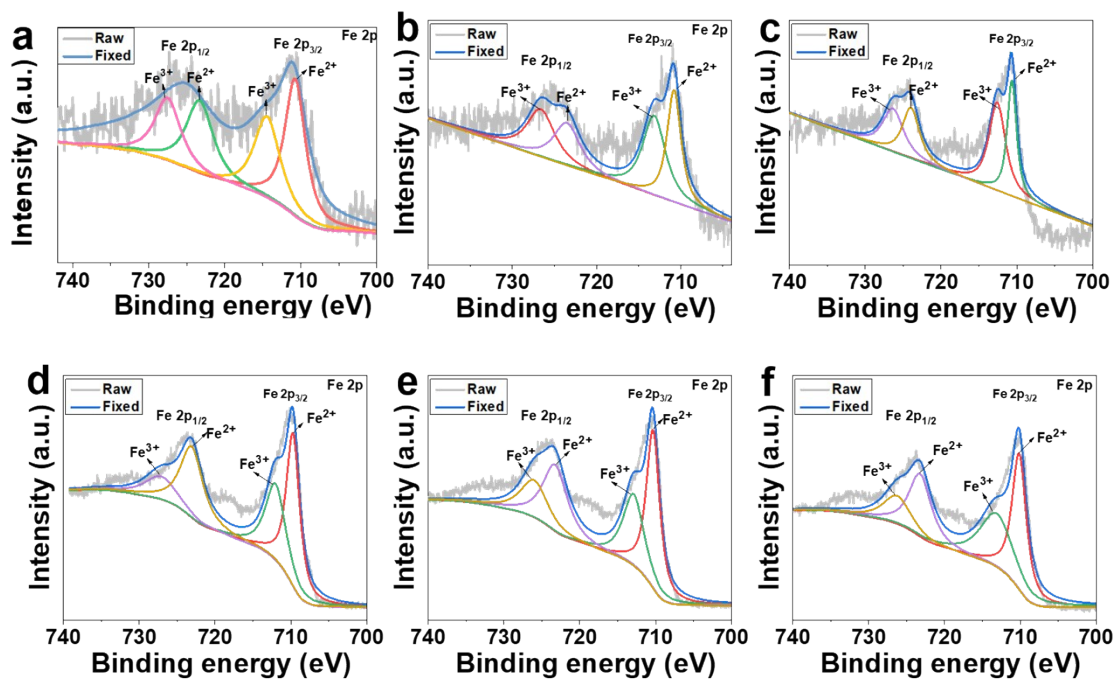 a
Raw
Fixed
Fe 2p
Fe 2p1/2
Fe 2p3/2
Fe3+
Fe2+
Fe3+
Fe2+
Intensity (a.u.)
740
730
720
710
700
Binding energy (eV)
b
Raw
Fixed
Fe 2p
Fe 2p1/2
Fe 2p3/2
Fe3+
Fe2+
Fe3+
Fe2+
Intensity (a.u.)
740
730
720
710
Binding energy (eV)
c
Raw
Fixed
Fe 2p
Fe 2p1/2
Fe 2p3/2
Fe3+
Fe2+
Fe3+
Fe2+
Intensity (a.u.)
740
730
720
710
700
Binding energy (eV)
d
Raw
Fixed
Fe 2p
Fe 2p1/2
Fe 2p3/2
Fe3+
Fe2+
Fe3+
Fe2+
Intensity (a.u.)
740
730
720
710
700
Binding energy (eV)
e
Raw
Fixed
Fe 2p
Fe 2p1/2
Fe 2p3/2
Fe3+
Fe2+
Fe3+
Fe2+
Intensity (a.u.)
740
730
720
710
700
Binding energy (eV)
f
Raw
Fixed
Fe 2p
Fe 2p1/2
Fe 2p3/2
Fe3+
Fe2+
Fe3+
Fe2+
Intensity (a.u.)
740
730
720
710
700
Binding energy (eV)